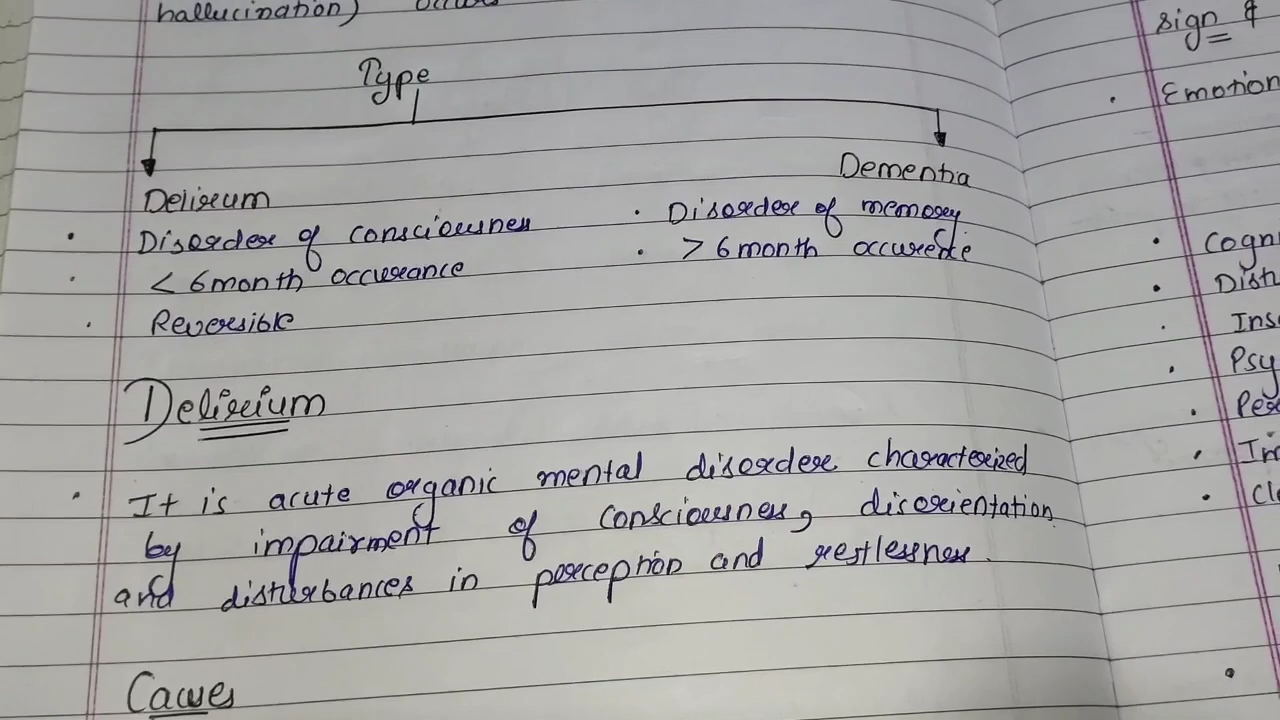 hallucination)
Type
Delireum
Dementia
• Disorder of consciousness
• Disorder of memory
• < 6 month occurance
• > 6 month occurence
• Reversible
Delirium
• It is acute organic mental disorder characterized
by impairment of consciousness, disorientation
and disturbances in perception and restlessness.
Causes
sign &
• Emotion
• Cogn
• Dist
• Ins
• Psy
• Per
• Im
• Cl